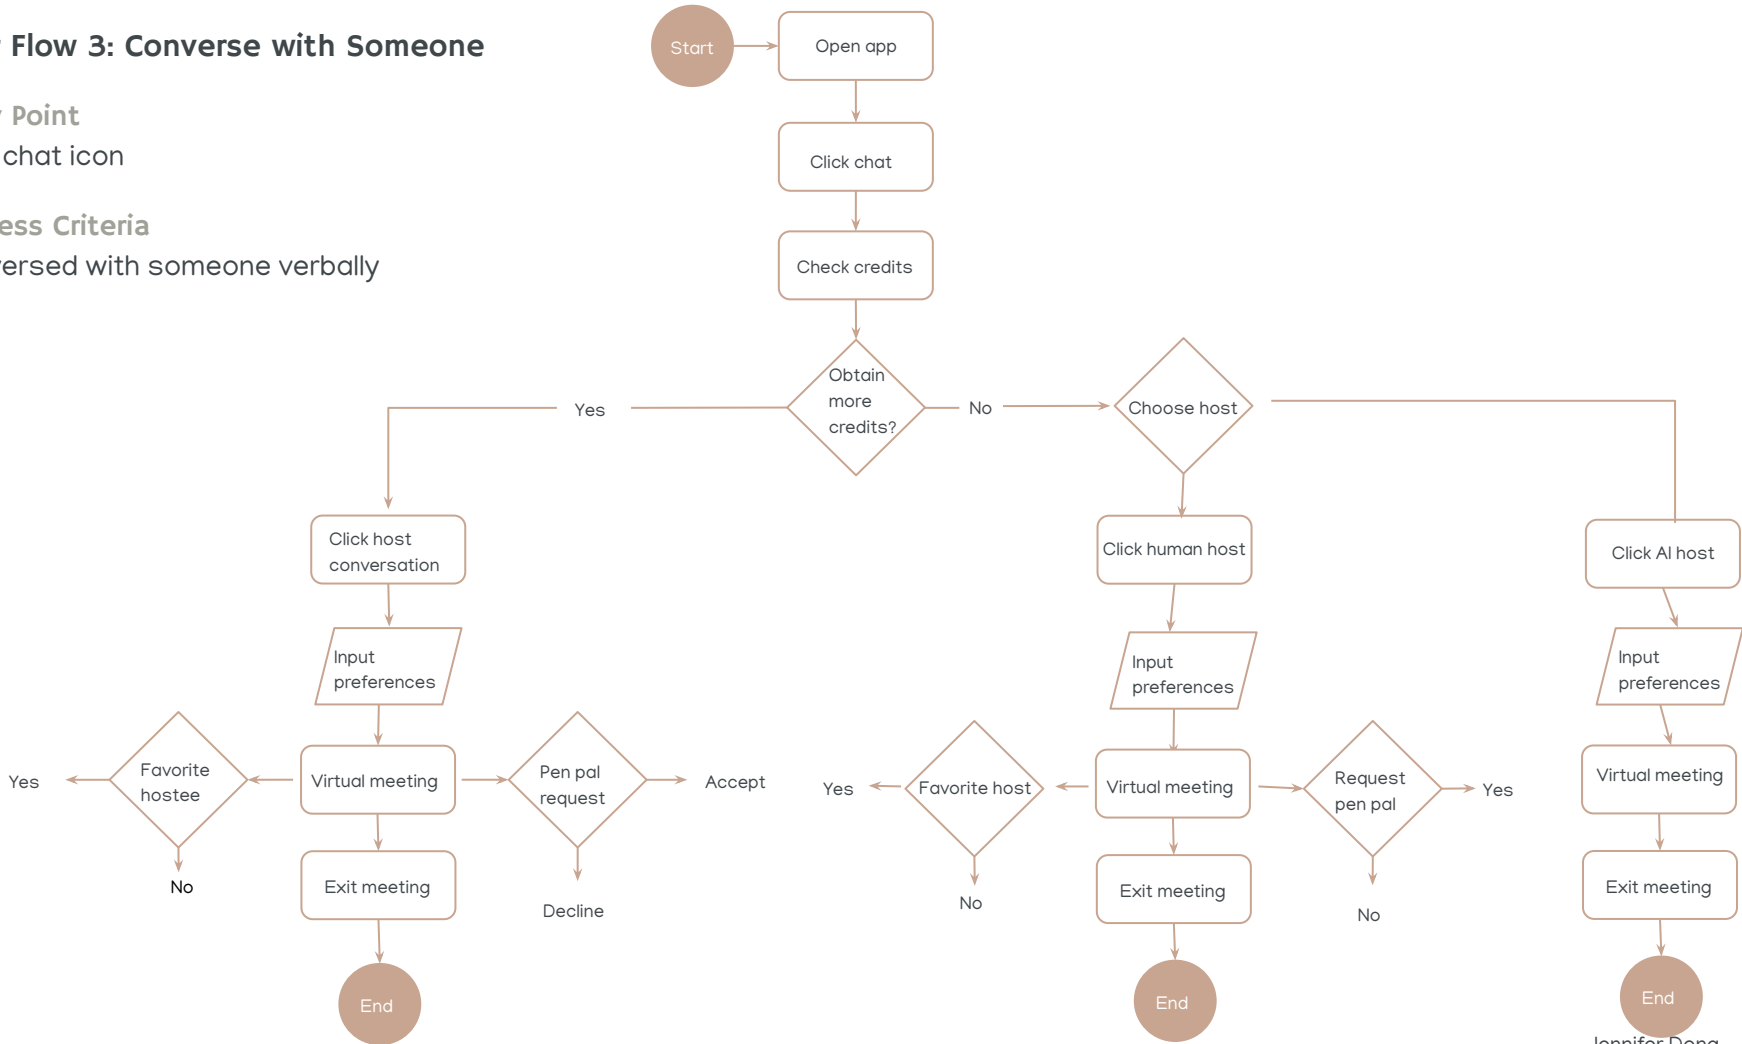 Flow 3: Converse with Someone
Point
chat icon
ess Criteria
ersed with someone verbally
Start
Open app
Click chat
Check credits
Obtain
more
credits?
Yes
No
Choose host
Click host
conversation
Click human host
Click AI host
Input
preferences
Input
preferences
Input
preferences
Yes
Favorite
hostee
Virtual meeting
Pen pal
request
Accept
Yes
Favorite host
Virtual meeting
Request
pen pal
Yes
Virtual meeting
No
Exit meeting
Decline
No
Exit meeting
No
Exit meeting
End
End
End
Jennifer Dong